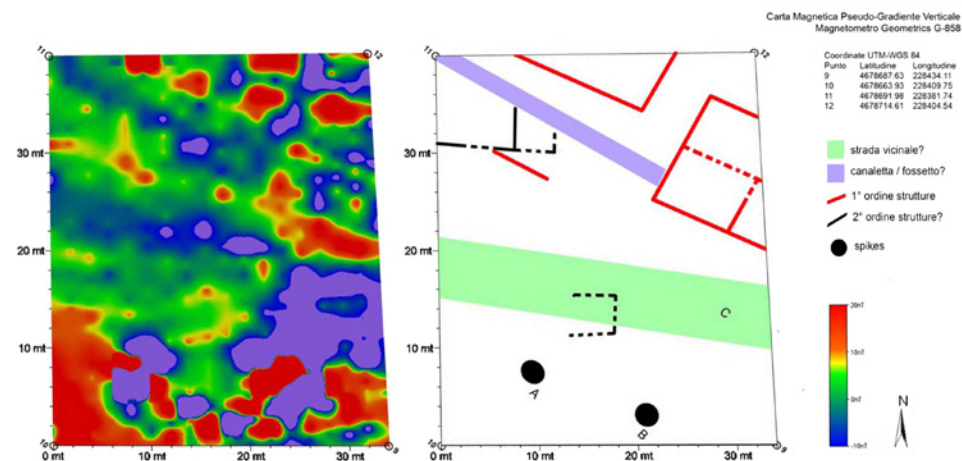 Carta Magnetica Pseudo-Gradiente Verticale
Magnetometro Geometrics G-858
Coordinate UTM-WGS 84
Punto Latitudine Longitudine
9 4678687.63 228434.11
10 4678663.93 228409.75
11 4678691.98 228381.74
12 4678714.61 228404.54
11
12
30 mt
20 mt
10 mt
10
0 mt
10 mt
20 mt
30 mt
9
11
12
30 mt
20 mt
10 mt
A
B
C
10
0 mt
10 mt
20 mt
30 mt
9
strada vicinale?
canaletta / fossetto?
1° ordine strutture
2° ordine strutture?
spikes
20nT
10nT
0nT
-10nT
N